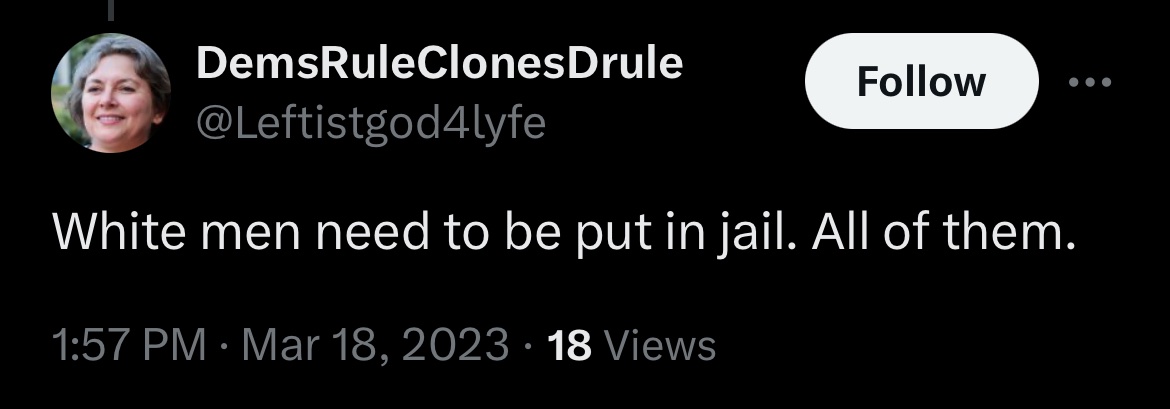 DemsRuleClonesDrule
Follow
@Leftistgod4lyfe
White men need to be put in jail. All of them.
1:57 PM · Mar 18, 2023 · 18 Views